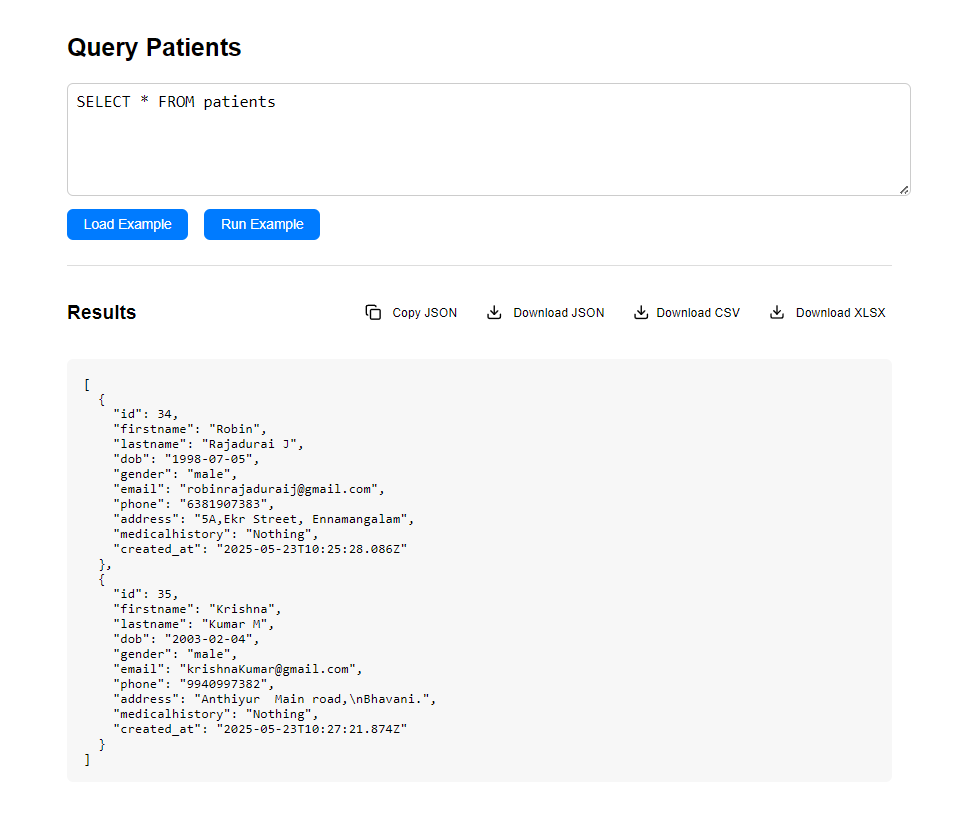 Query Patients
SELECT * FROM patients
Load Example Run Example
Results Copy JSON Download JSON Download CSV Download XLSX
[
  {
    "id": 34,
    "firstname": "Robin",
    "lastname": "Rajadurai J",
    "dob": "1998-07-05",
    "gender": "male",
    "email": "robinrajaduraij@gmail.com",
    "phone": "6381907383",
    "address": "5A,Ekr Street, Ennamangalam",
    "medicalhistory": "Nothing",
    "created_at": "2025-05-23T10:25:28.086Z"
  },
  {
    "id": 35,
    "firstname": "Krishna",
    "lastname": "Kumar M",
    "dob": "2003-02-04",
    "gender": "male",
    "email": "krishnaKumar@gmail.com",
    "phone": "9940997382",
    "address": "Anthiyur  Main road,\nBhavani.",
    "medicalhistory": "Nothing",
    "created_at": "2025-05-23T10:27:21.874Z"
  }
]